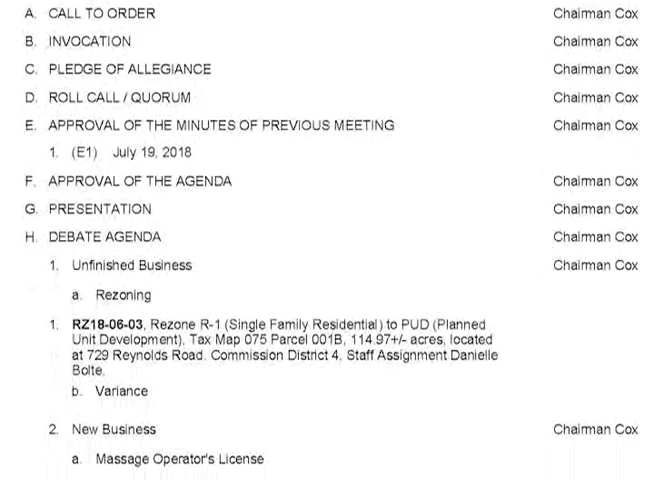 A. CALL TO ORDER Chairman Cox
B. INVOCATION Chairman Cox
C. PLEDGE OF ALLEGIANCE Chairman Cox
D. ROLL CALL / QUORUM Chairman Cox
E. APPROVAL OF THE MINUTES OF PREVIOUS MEETING Chairman Cox
1. (E1) July 19, 2018
F. APPROVAL OF THE AGENDA Chairman Cox
G. PRESENTATION Chairman Cox
H. DEBATE AGENDA Chairman Cox
1. Unfinished Business Chairman Cox
a. Rezoning
1. RZ18-06-03, Rezone R-1 (Single Family Residential) to PUD (Planned
Unit Development), Tax Map 075 Parcel 001B, 114.97+/- acres, located
at 729 Reynolds Road. Commission District 4. Staff Assignment Danielle
Bolte.
b. Variance
2. New Business Chairman Cox
a. Massage Operator's License